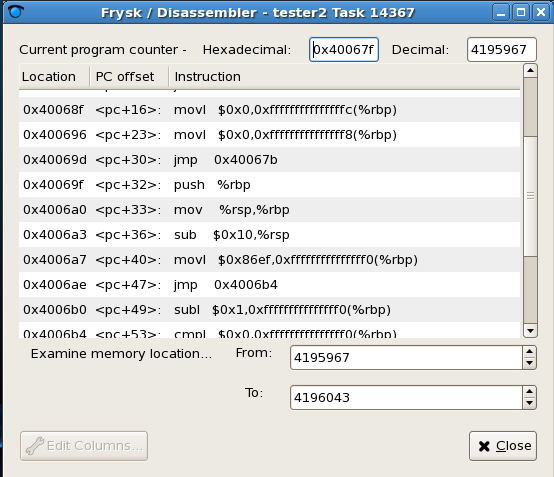 Frysk / Disassembler - tester2 Task 14367
Current program counter - Hexadecimal: 0x40067f Decimal: 4195967
Location PC offset Instruction
0x40068f <pc+16>: movl $0x0,0xfffffffffffffffc(%rbp)
0x400696 <pc+23>: movl $0x0,0xfffffffffffffff8(%rbp)
0x40069d <pc+30>: jmp 0x40067b
0x40069f <pc+32>: push %rbp
0x4006a0 <pc+33>: mov %rsp,%rbp
0x4006a3 <pc+36>: sub $0x10,%rsp
0x4006a7 <pc+40>: movl $0x86ef,0xfffffffffffffff0(%rbp)
0x4006ae <pc+47>: jmp 0x4006b4
0x4006b0 <pc+49>: subl $0x1,0xfffffffffffffff0(%rbp)
0x4006b4 <pc+53>: cmpl $0x0,0xfffffffffffffff0(%rbp)
Examine memory location... From: 4195967
To: 4196043
Edit Columns... Close